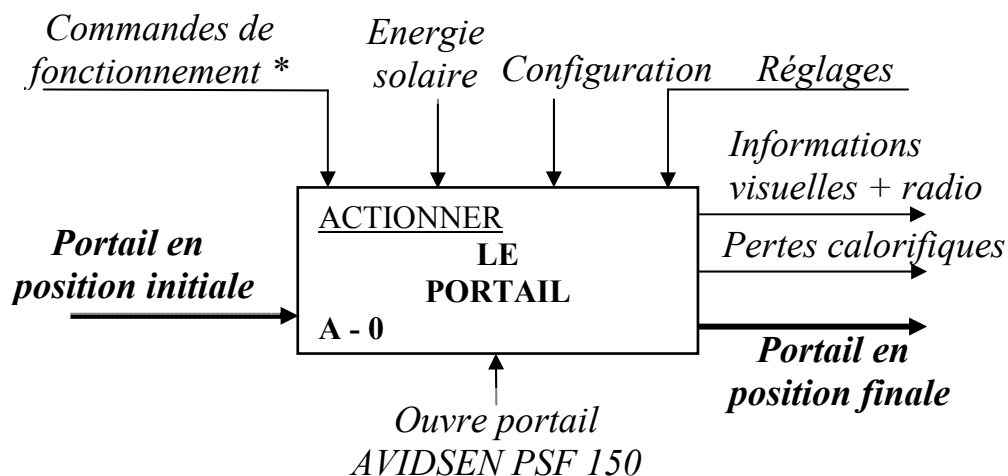 Commandes de
fonctionnement *
Energie
solaire
Configuration
Réglages
Informations
visuelles + radio
Pertes calorifiques
ACTIONNER
LE
PORTAIL
A - 0
Portail en
position initiale
Portail en
position finale
Ouvre portail
AVIDSEN PSF 150